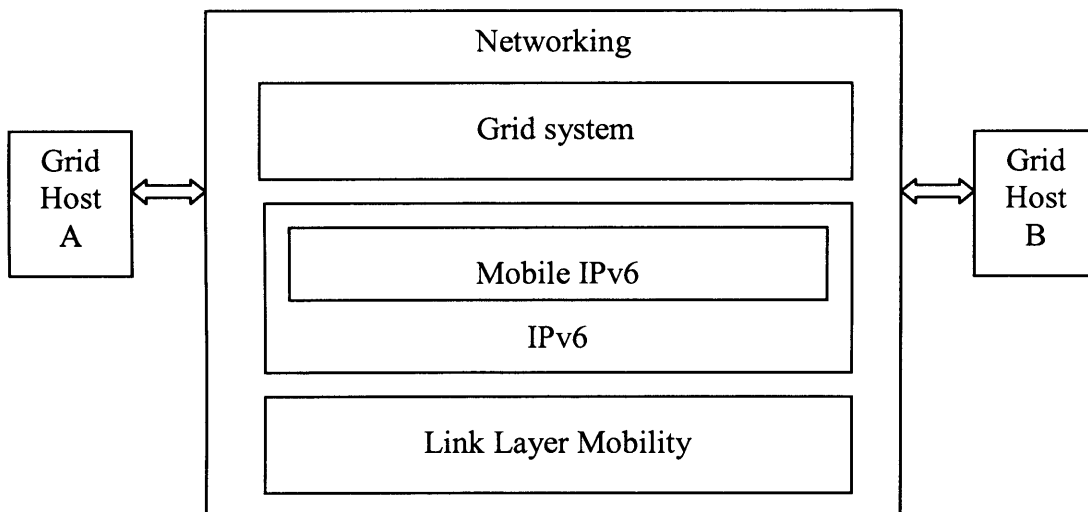 Networking
Grid system
Grid
Host
A
Grid
Host
B
Mobile IPv6
IPv6
Link Layer Mobility